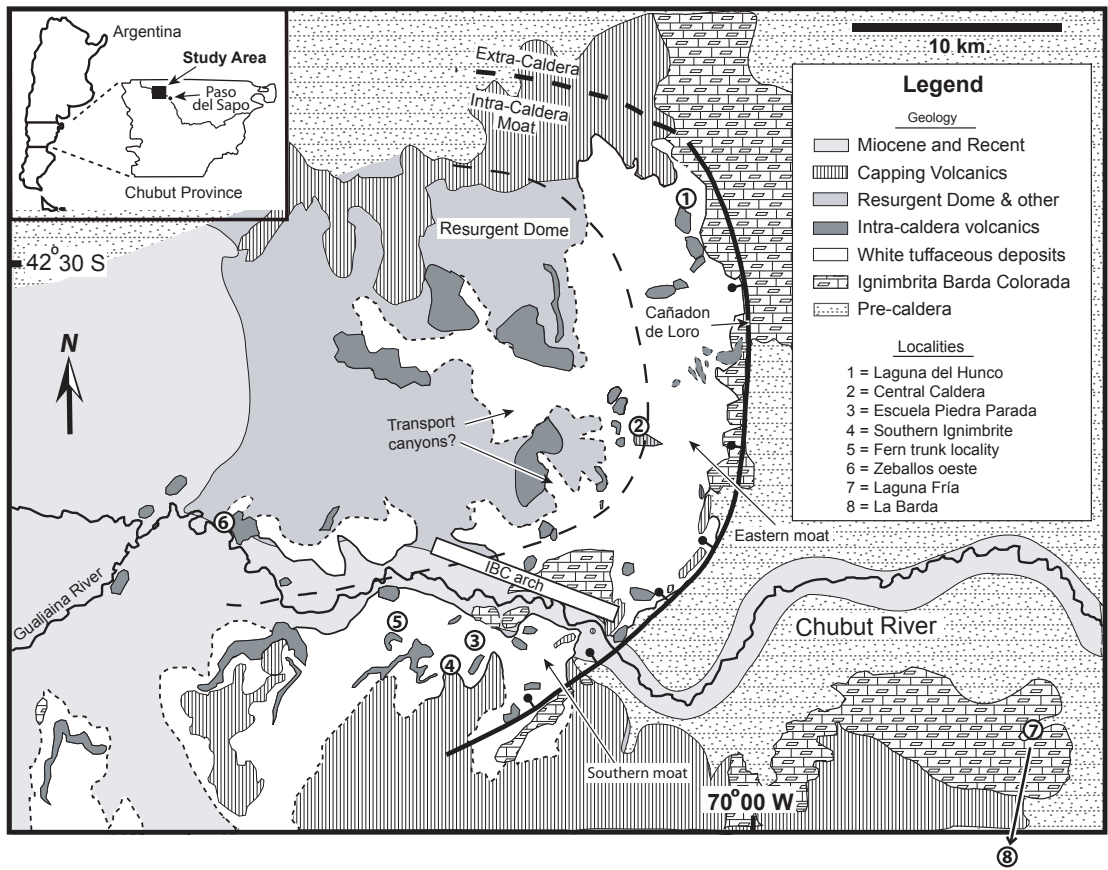 Argentina
Study Area
Paso
del Sapo
Chubut Province
Extra-Caldera
Intra-Caldera
Moat
10 km.
Legend
Geology
Miocene and Recent
Capping Volcanics
Resurgent Dome & other
Intra-caldera volcanics
White tuffaceous deposits
Ignimbrita Barda Colorada
Pre-caldera
Localities
1 = Laguna del Hunco
2 = Central Caldera
3 = Escuela Piedra Parada
4 = Southern Ignimbrite
5 = Fern trunk locality
6 = Zeballos oeste
7 = Laguna Fría
8 = La Barda
1
Resurgent Dome
42°30 S
Cañadon
de Loro
N
Transport
canyons?
2
6
Eastern moat
IBC arch
Gualjaina River
5
3
4
Chubut River
7
Southern moat
70°00 W
8